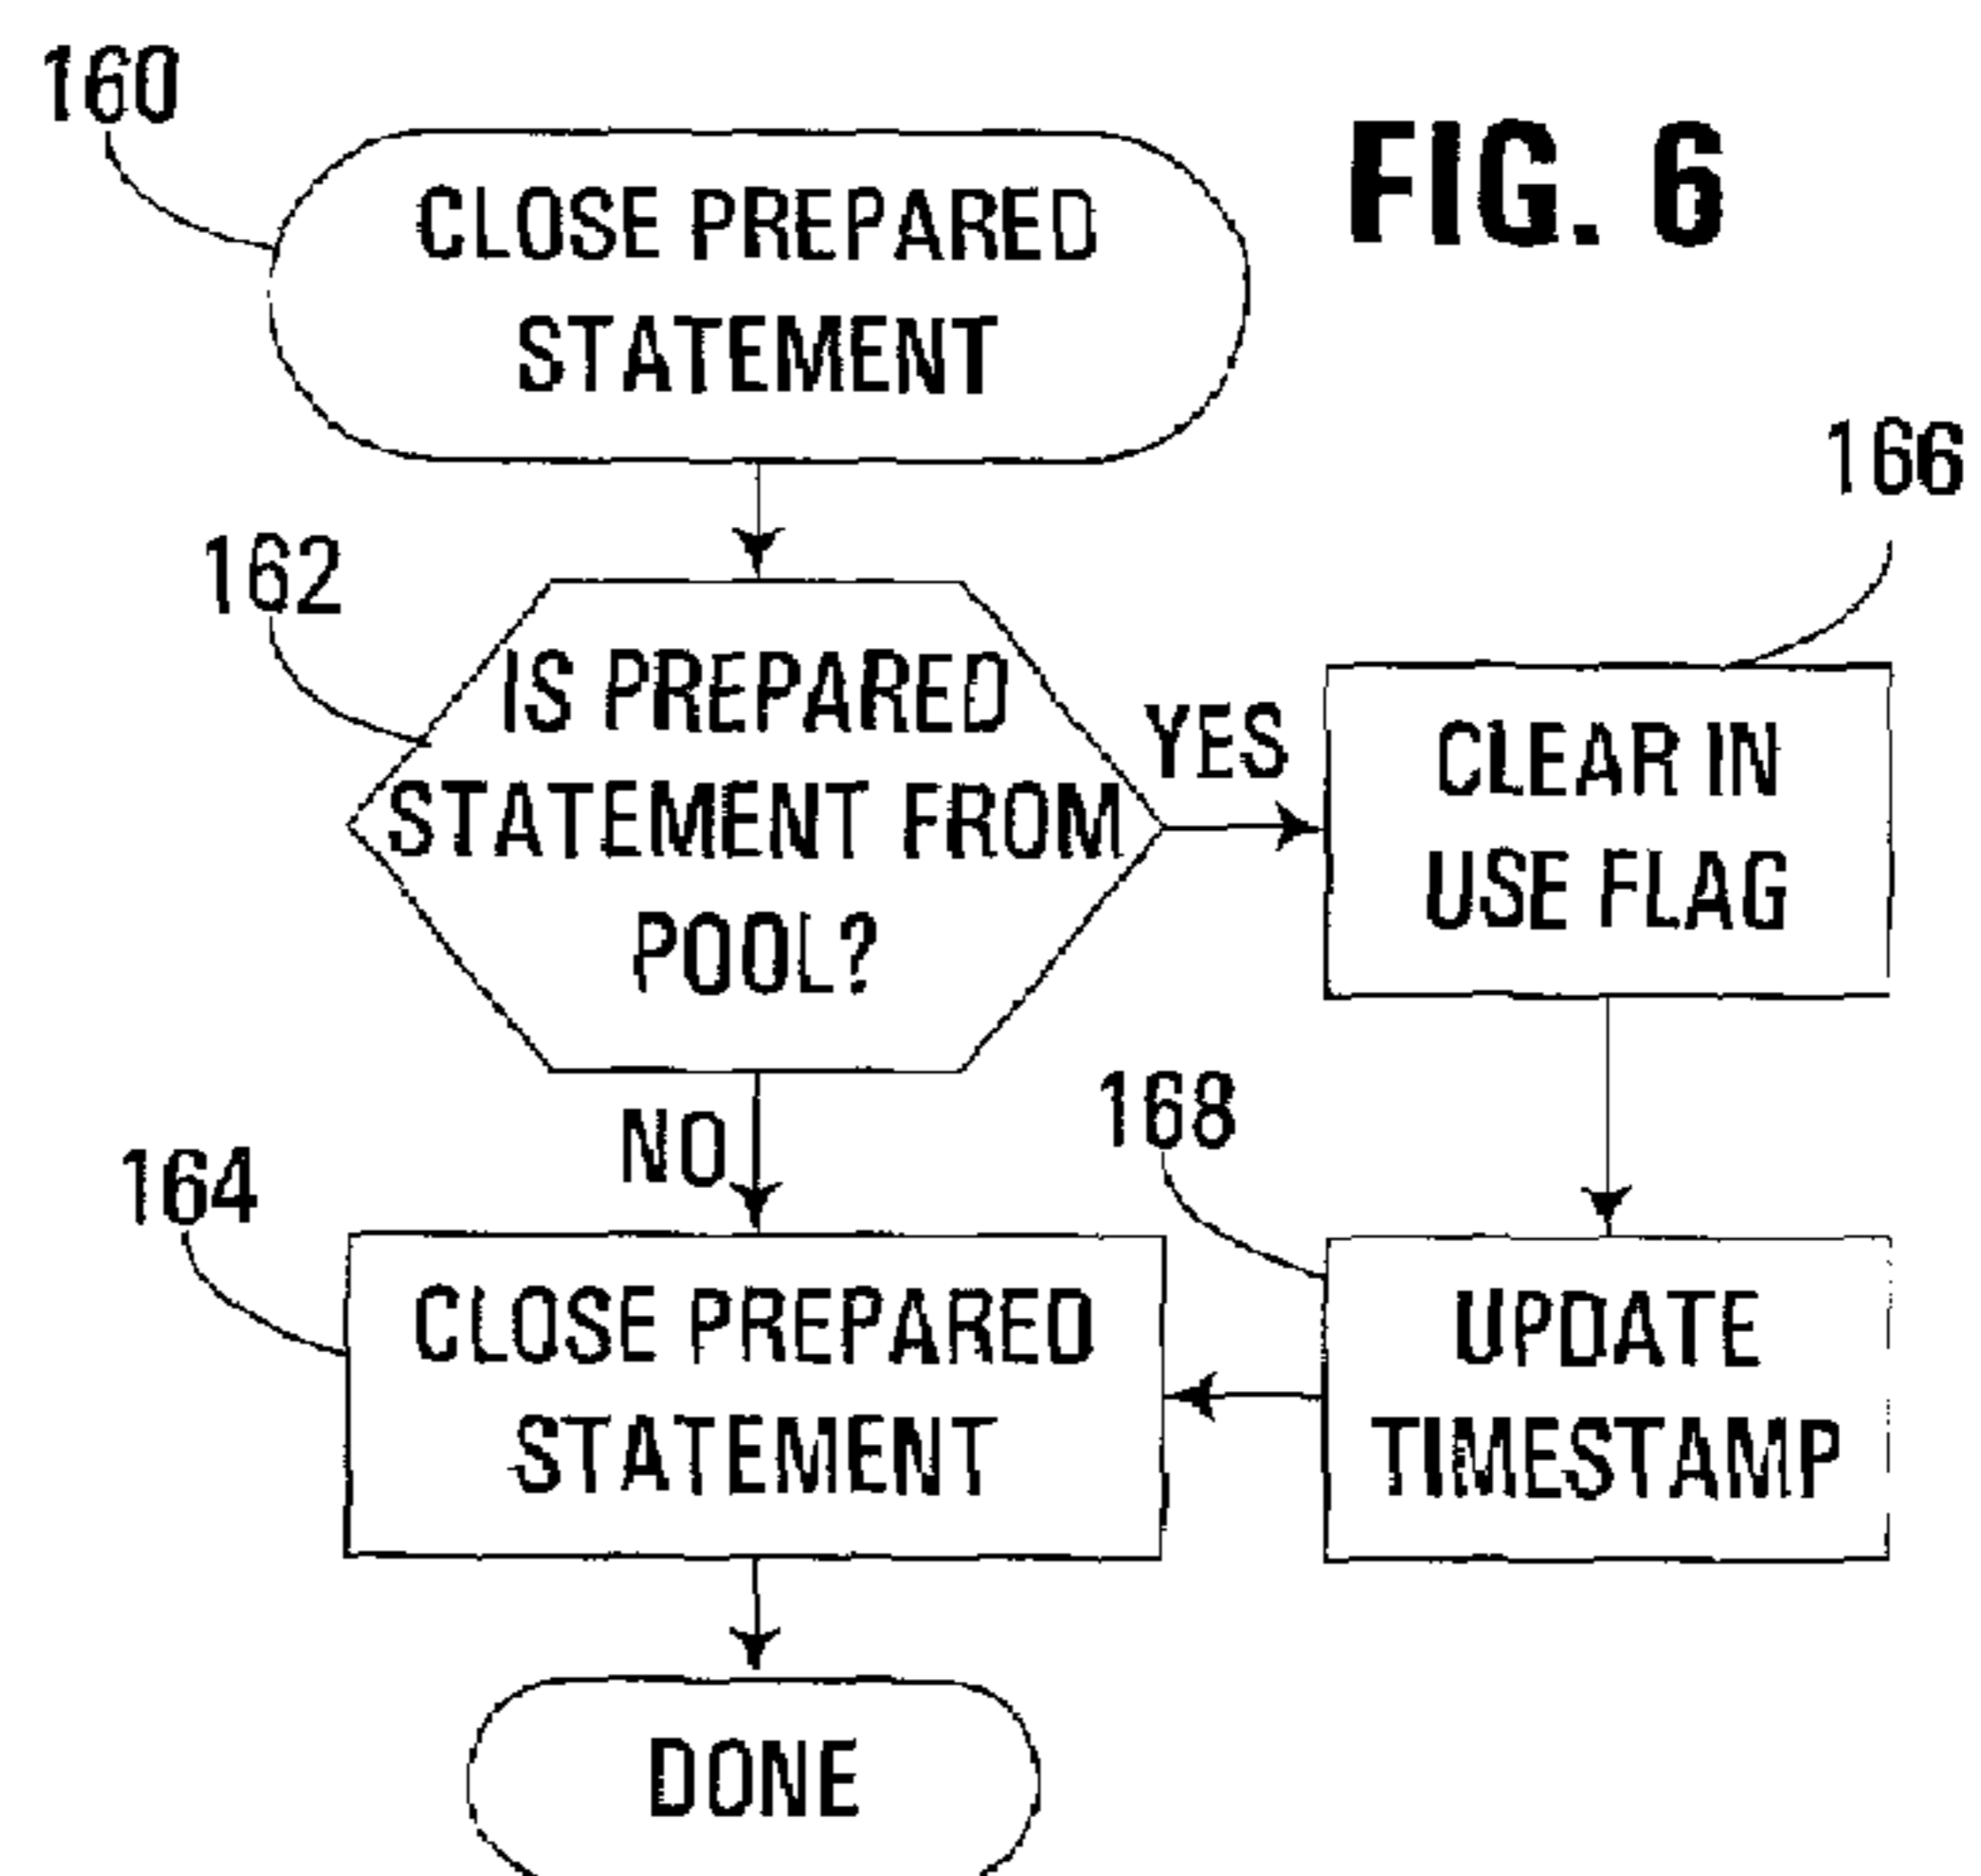 160
FIG. 6
CLOSE PREPARED
STATEMENT
166
162
IS PREPARED
STATEMENT FROM
POOL?
YES
CLEAR IN
USE FLAG
NO
168
164
CLOSE PREPARED
STATEMENT
UPDATE
TIMESTAMP
DONE